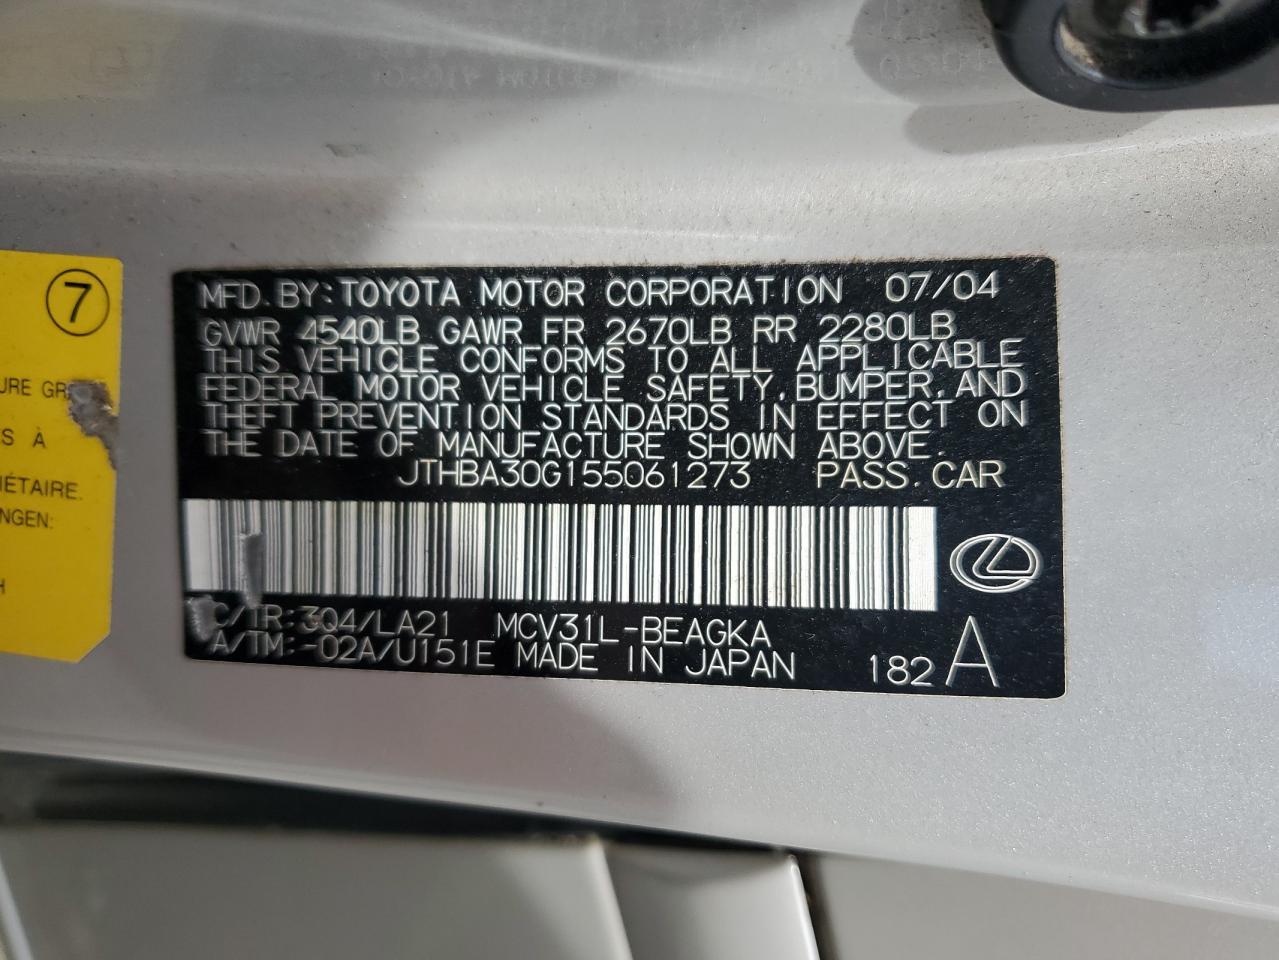 7
URE GR
S À
IÉTAIRE.
NGEN:
H
MFD. BY: TOYOTA MOTOR CORPORATION 07/04
GVWR 4540LB GAWR FR 2670LB RR 2280LB
THIS VEHICLE CONFORMS TO ALL APPLICABLE
FEDERAL MOTOR VEHICLE SAFETY, BUMPER, AND
THEFT PREVENTION STANDARDS IN EFFECT ON
THE DATE OF MANUFACTURE SHOWN ABOVE.
JTHBA30G155061273 PASS. CAR
C/TR: 3Q4/LA21 MCV31L-BEAGKA
A/TM: -02A/U151E MADE IN JAPAN 182 A